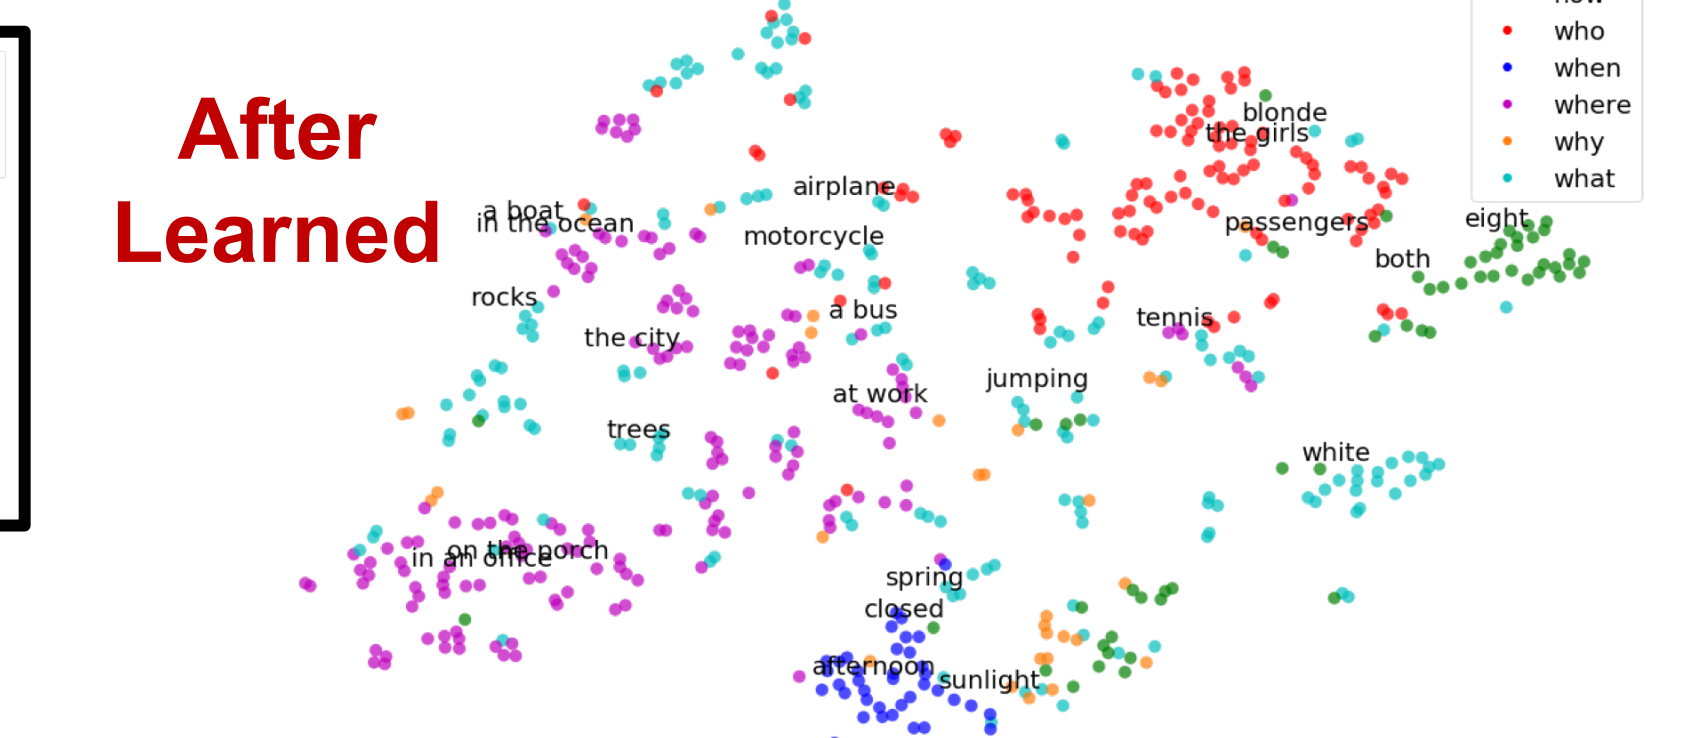 After
Learned
who
when
where
why
what
blonde
the girls
airplane
a boat
in the ocean
passengers
eight
motorcycle
both
rocks
a bus
tennis
the city
jumping
at work
trees
white
on the porch
in an office
spring
closed
afternoon
sunlight